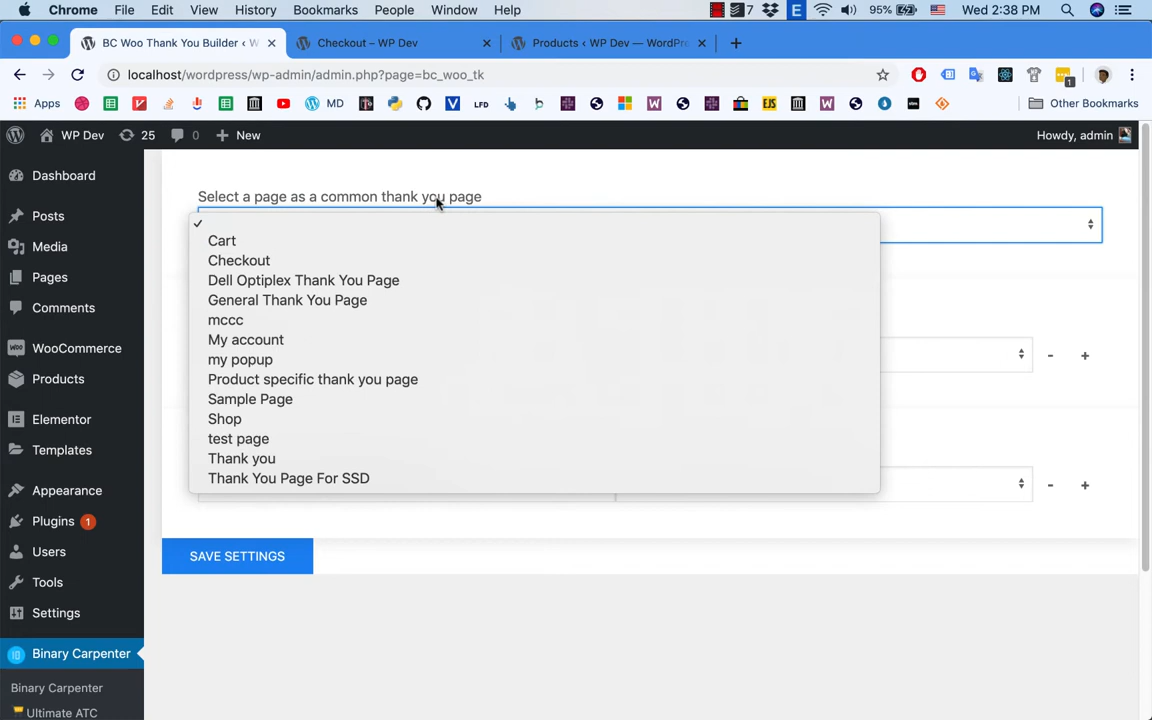 Chrome File Edit View History Bookmarks People Window Help 7 E 95% Wed 2:38 PM
BC Woo Thank You Builder ‹ W Checkout – WP Dev Products ‹ WP Dev — WordPre
localhost/wordpress/wp-admin/admin.php?page=bc_woo_tk 1
Apps MD LFD EJS Other Bookmarks
WP Dev 25 0 New Howdy, admin
Dashboard
Posts
Media
Pages
Comments
WooCommerce
Products
Elementor
Templates
Appearance
Plugins 1
Users
Tools
Settings
Binary Carpenter
Binary Carpenter
Ultimate ATC
Select a page as a common thank you page
Cart
Checkout
Dell Optiplex Thank You Page
General Thank You Page
mccc
My account
my popup
Product specific thank you page
Sample Page
Shop
test page
Thank you
Thank You Page For SSD
- +
- +
SAVE SETTINGS